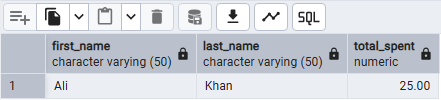 SQL
first_name last_name total_spent
character varying (50) character varying (50) numeric
1 Ali Khan 25.00